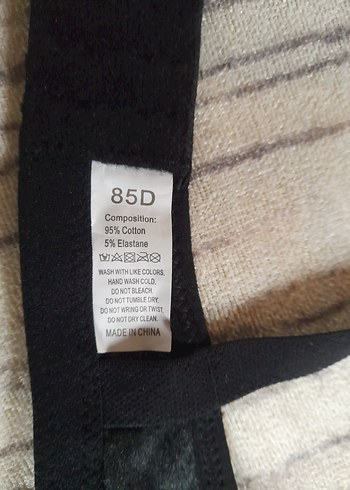 85D
Composition:
95% Cotton
5% Elastane
WASH WITH LIKE COLORS.
HAND WASH COLD.
DO NOT BLEACH.
DO NOT TUMBLE DRY.
DO NOT WRING OR TWIST
DO NOT DRY CLEAN.
MADE IN CHINA